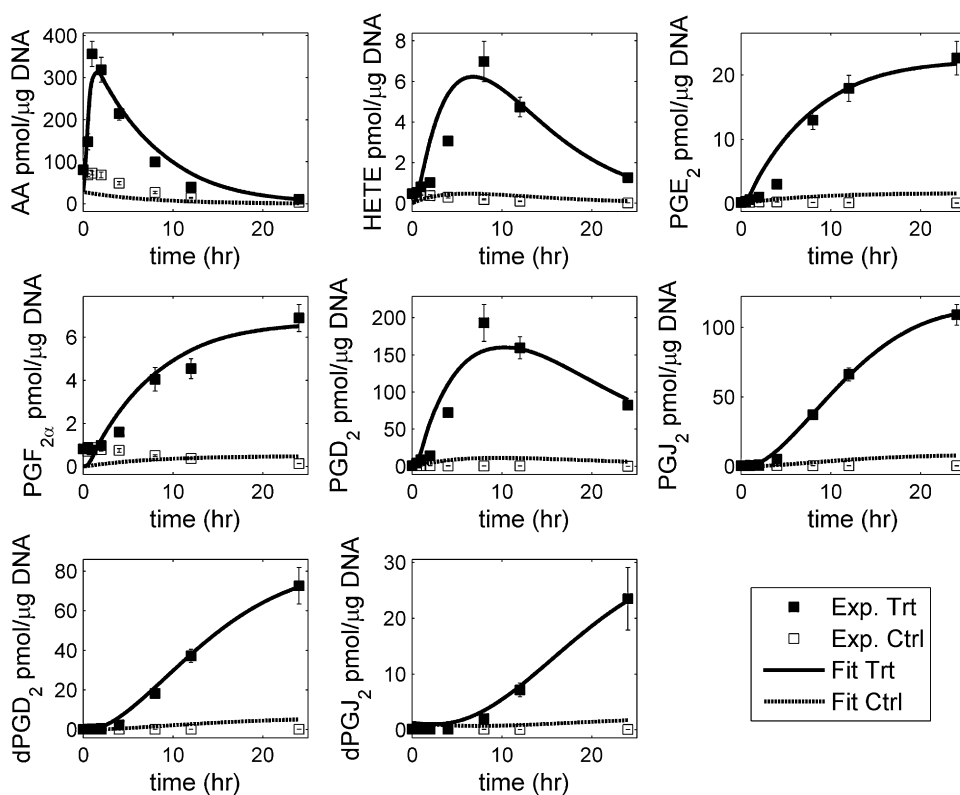 AA pmol/µg DNA
400
300
200
100
0
0 10 20
time (hr)
HETE pmol/µg DNA
8
6
4
2
0
0 10 20
time (hr)
PGE2 pmol/µg DNA
20
10
0
0 10 20
time (hr)
PGF2α pmol/µg DNA
6
4
2
0
0 10 20
time (hr)
PGD2 pmol/µg DNA
200
150
100
50
0
0 10 20
time (hr)
PGJ2 pmol/µg DNA
100
50
0
0 10 20
time (hr)
dPGD2 pmol/µg DNA
80
60
40
20
0
0 10 20
time (hr)
dPGJ2 pmol/µg DNA
30
20
10
0
0 10 20
time (hr)
Exp. Trt
Exp. Ctrl
Fit Trt
Fit Ctrl